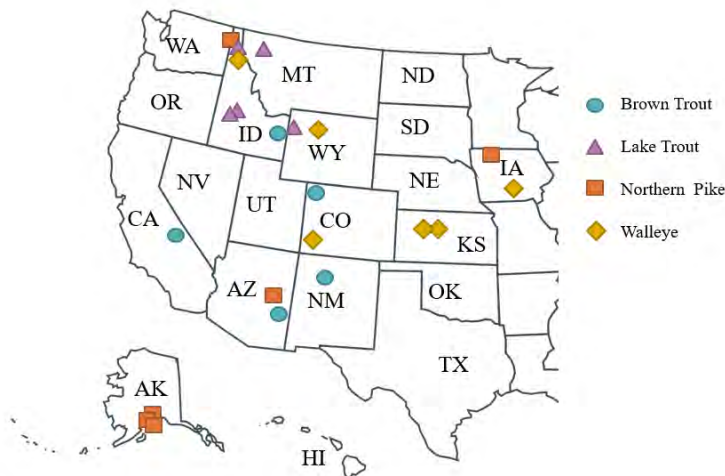 WA
MT
ND
OR
ID
SD
WY
IA
NV
NE
UT
CA
CO
KS
AZ
NM
OK
TX
AK
HI
Brown Trout
Lake Trout
Northern Pike
Walleye